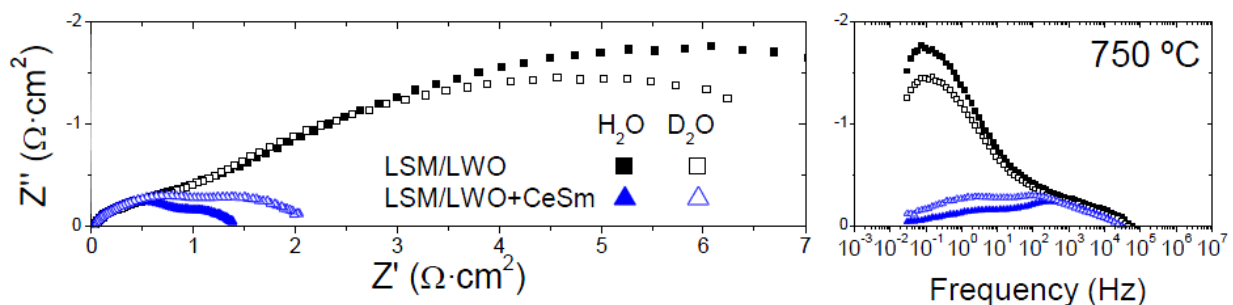 -2
-1
0
Z'' (Ω·cm²)
0 1 2 3 4 5 6 7
Z' (Ω·cm²)
H₂O D₂O
LSM/LWO
LSM/LWO+CeSm
750 ºC
-2
-1
0
10⁻³ 10⁻² 10⁻¹ 10⁰ 10¹ 10² 10³ 10⁴ 10⁵ 10⁶ 10⁷
Frequency (Hz)